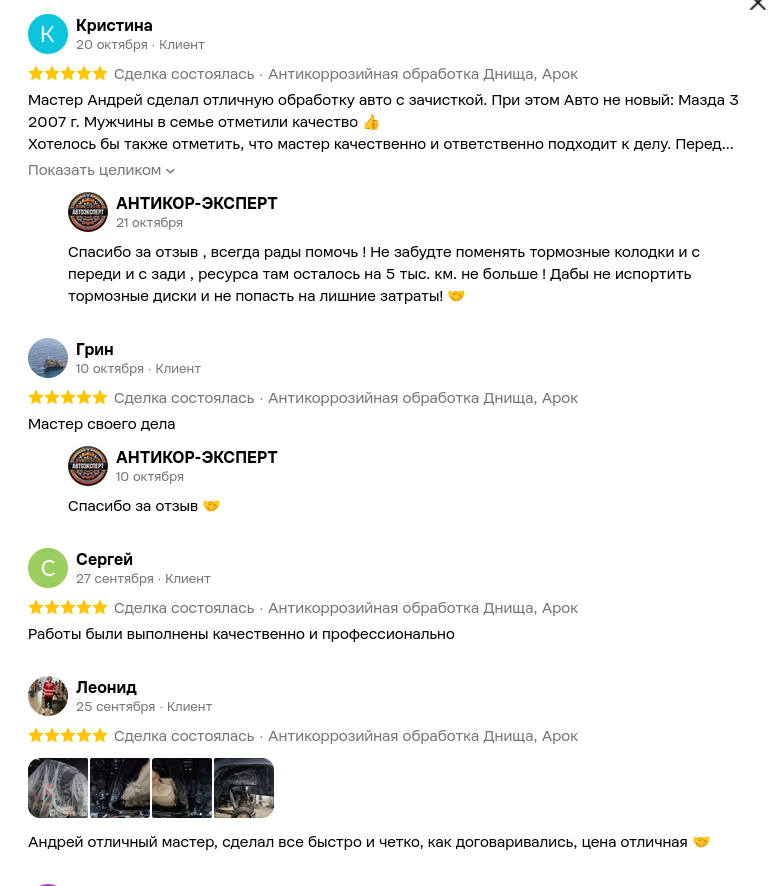 К
Кристина
20 октября · Клиент
Сделка состоялась · Антикоррозийная обработка Днища, Арок
Мастер Андрей сделал отличную обработку авто с зачисткой. При этом Авто не новый: Мазда 3
2007 г. Мужчины в семье отметили качество 👍
Хотелось бы также отметить, что мастер качественно и ответственно подходит к делу. Перед...
Показать целиком
АВТОЭКСПЕРТ
АНТИКОР-ЭКСПЕРТ
21 октября
Спасибо за отзыв , всегда рады помочь ! Не забудте поменять тормозные колодки и с
переди и с зади , ресурса там осталось на 5 тыс. км. не больше ! Дабы не испортить
тормозные диски и не попасть на лишние затраты! 🤝
Грин
10 октября · Клиент
Сделка состоялась · Антикоррозийная обработка Днища, Арок
Мастер своего дела
АВТОЭКСПЕРТ
АНТИКОР-ЭКСПЕРТ
10 октября
Спасибо за отзыв 🤝
С
Сергей
27 сентября · Клиент
Сделка состоялась · Антикоррозийная обработка Днища, Арок
Работы были выполнены качественно и профессионально
Леонид
25 сентября · Клиент
Сделка состоялась · Антикоррозийная обработка Днища, Арок
Андрей отличный мастер, сделал все быстро и четко, как договаривались, цена отличная 🤝